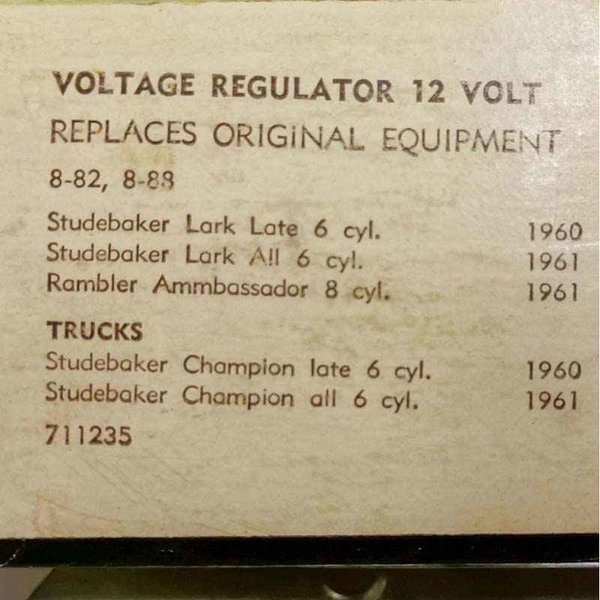 VOLTAGE REGULATOR 12 VOLT
REPLACES ORIGiNAL EQUIPMENT
8-82, 8-88
Studebaker Lark Late 6 cyl. 1960
Studebaker Lark All 6 cyl. 1961
Rambler Ammbassador 8 cyl. 1961
TRUCKS
Studebaker Champion late 6 cyl. 1960
Studebaker Champion all 6 cyl. 1961
711235